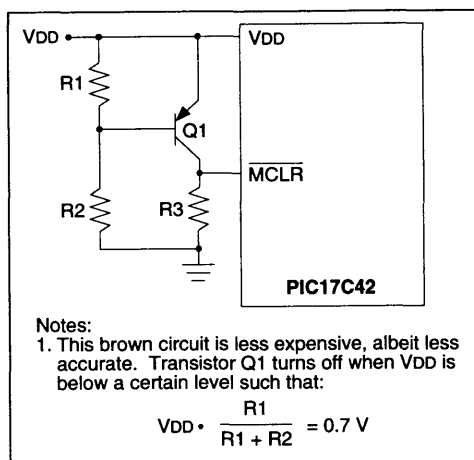 VDD
VDD
R1
Q1
MCLR
R2
R3
PIC17C42
Notes:
1. This brown circuit is less expensive, albeit less
accurate. Transistor Q1 turns off when VDD is
below a certain level such that:
VDD • R1 / R1 + R2 = 0.7 V